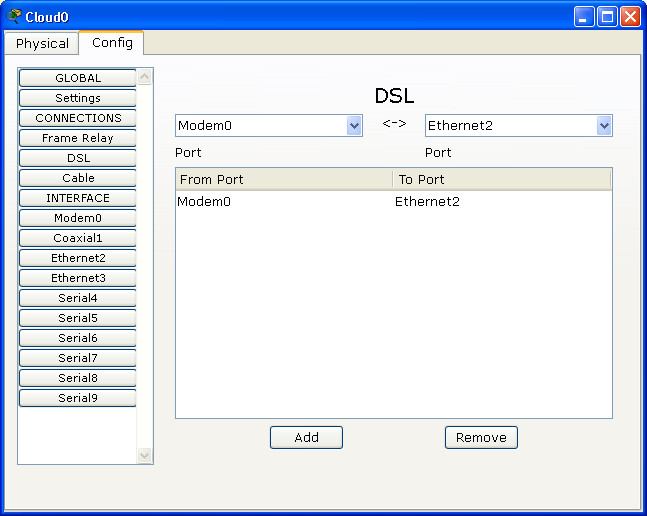 Cloud0
Physical Config
GLOBAL
Settings
CONNECTIONS
Frame Relay
DSL
Cable
INTERFACE
Modem0
Coaxial1
Ethernet2
Ethernet3
Serial4
Serial5
Serial6
Serial7
Serial8
Serial9
DSL
Modem0 <-> Ethernet2
Port Port
From Port To Port
Modem0 Ethernet2
Add Remove